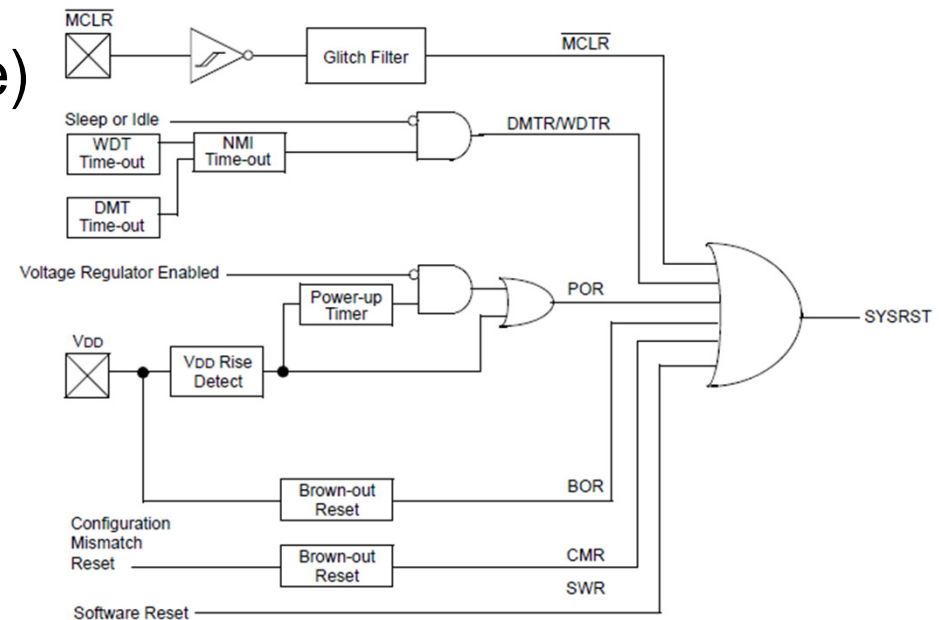 MCLR
e)
Glitch Filter
MCLR
Sleep or Idle
DMTR/WDTR
WDT
Time-out
NMI
Time-out
DMT
Time-out
Voltage Regulator Enabled
Power-up
Timer
POR
SYSRST
VDD
VDD Rise
Detect
Brown-out
Reset
BOR
Configuration
Mismatch
Reset
Brown-out
Reset
CMR
SWR
Software Reset